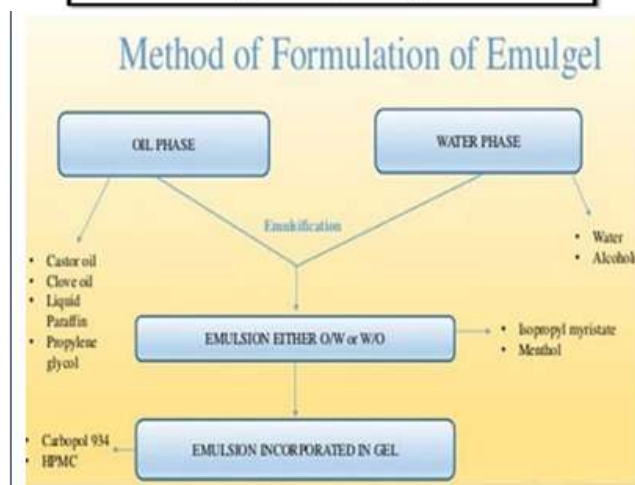 Method of Formulation of Emulgel
OIL PHASE
WATER PHASE
Emulsification
• Castor oil
• Clove oil
• Liquid
Paraffin
• Propylene
glycol
• Water
• Alcohols
EMULSION EITHER O/W or W/O
• Isopropyl myristate
• Menthol
• Carbopol 934
• HPMC
EMULSION INCORPORATED IN GEL